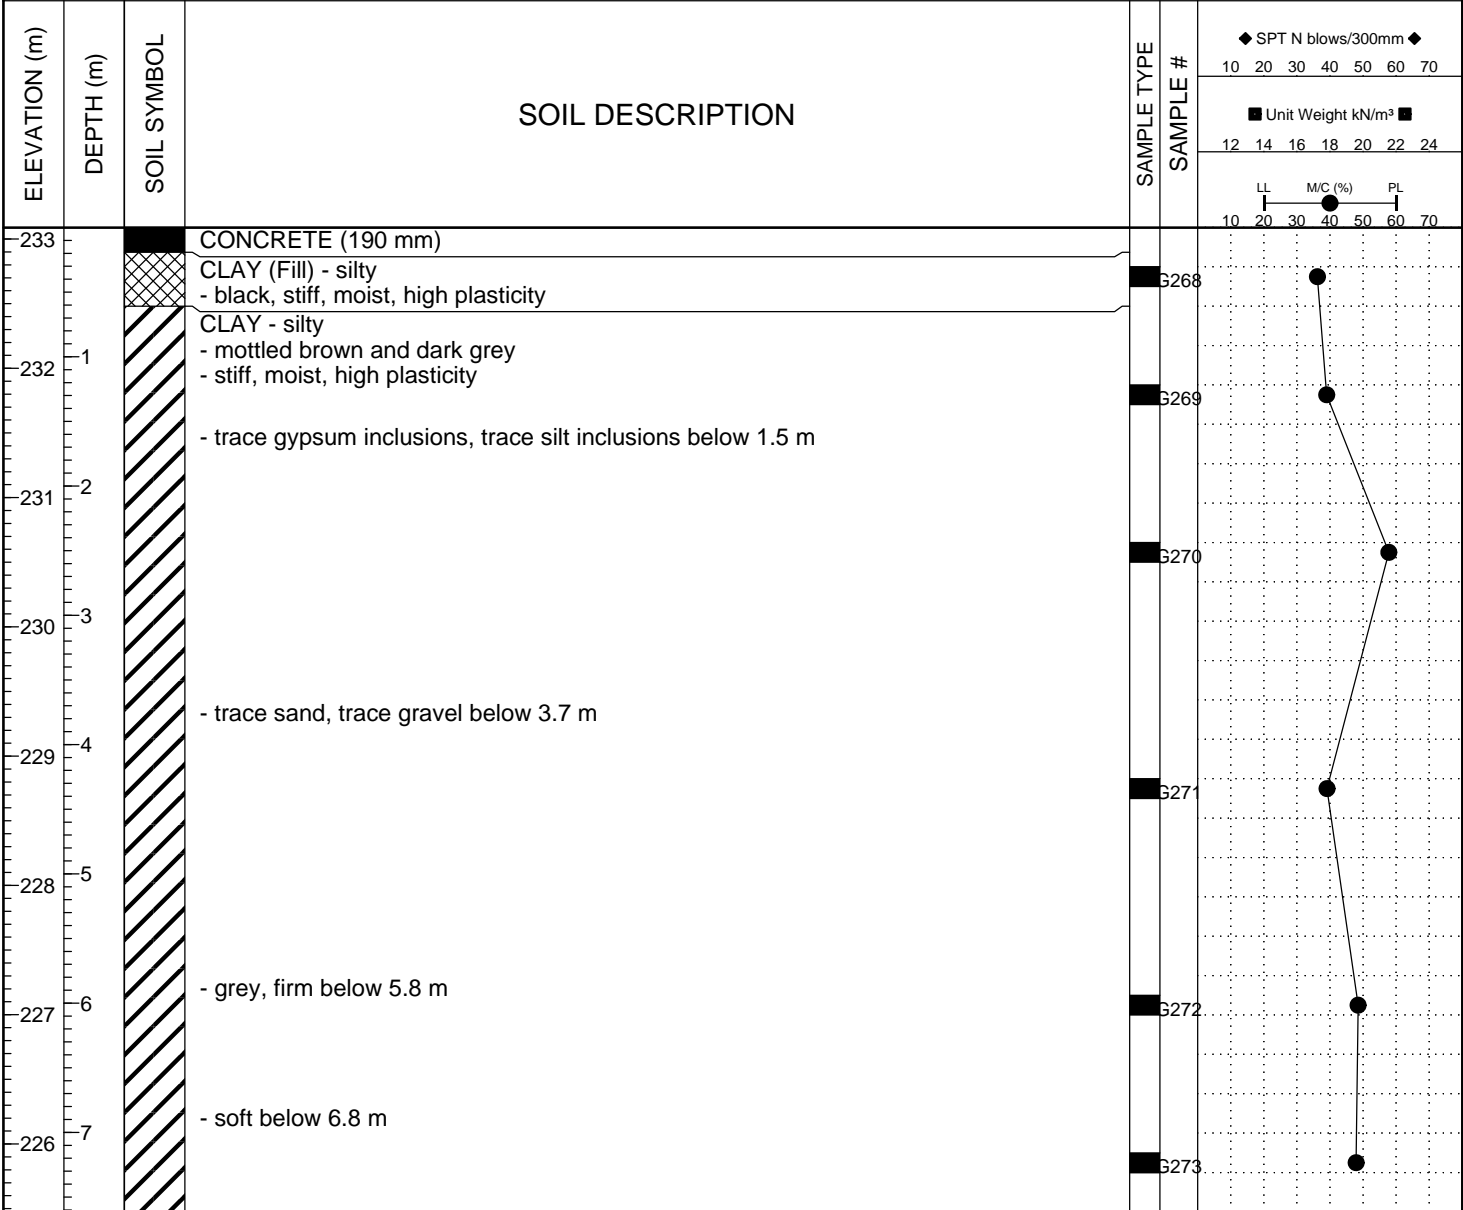 ELEVATION (m)
DEPTH (m)
SOIL SYMBOL
SOIL DESCRIPTION
SAMPLE TYPE
SAMPLE #
◆ SPT N blows/300mm ◆
10 20 30 40 50 60 70
■ Unit Weight kN/m³ ■
12 14 16 18 20 22 24
LL M/C (%) PL
10 20 30 40 50 60 70
233
CONCRETE (190 mm)
CLAY (Fill) - silty
G268
- black, stiff, moist, high plasticity
CLAY - silty
- mottled brown and dark grey
1
232
- stiff, moist, high plasticity
G269
- trace gypsum inclusions, trace silt inclusions below 1.5 m
2
231
G270
3
230
- trace sand, trace gravel below 3.7 m
4
229
G271
5
228
- grey, firm below 5.8 m
6
G272
227
- soft below 6.8 m
7
226
G273